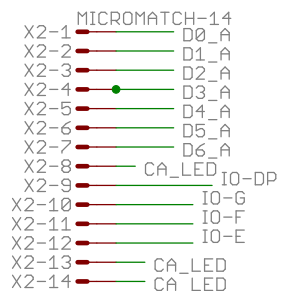 MICROMATCH-14
X2-1 D0_A
X2-2 D1_A
X2-3 D2_A
X2-4 D3_A
X2-5 D4_A
X2-6 D5_A
X2-7 D6_A
X2-8 CA_LED
X2-9 IO-DP
X2-10 IO-G
X2-11 IO-F
X2-12 IO-E
X2-13 CA_LED
X2-14 CA_LED